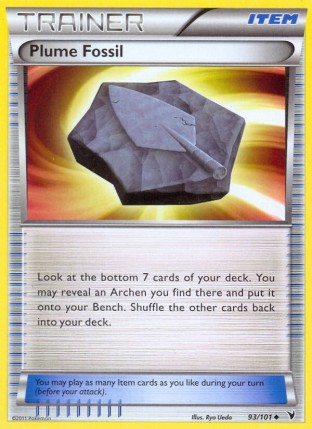 TRAINER ITEM
Plume Fossil
Look at the bottom 7 cards of your deck. You
may reveal an Archen you find there and put it
onto your Bench. Shuffle the other cards back
into your deck.
You may play as many Item cards as you like during your turn
(before your attack).
©2011 Pokémon Illus. Ryo Ueda 93/101